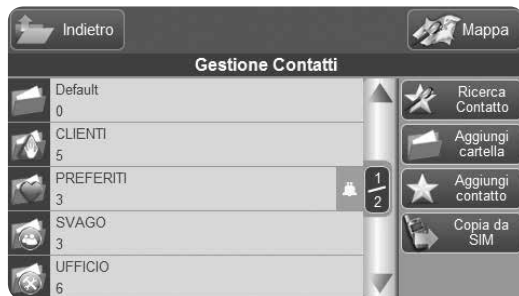 Indietro
Mappa
Gestione Contatti
Default
0
CLIENTI
5
PREFERITI
3
SVAGO
3
UFFICIO
6
1
2
Ricerca
Contatto
Aggiungi
cartella
Aggiungi
contatto
Copia da
SIM